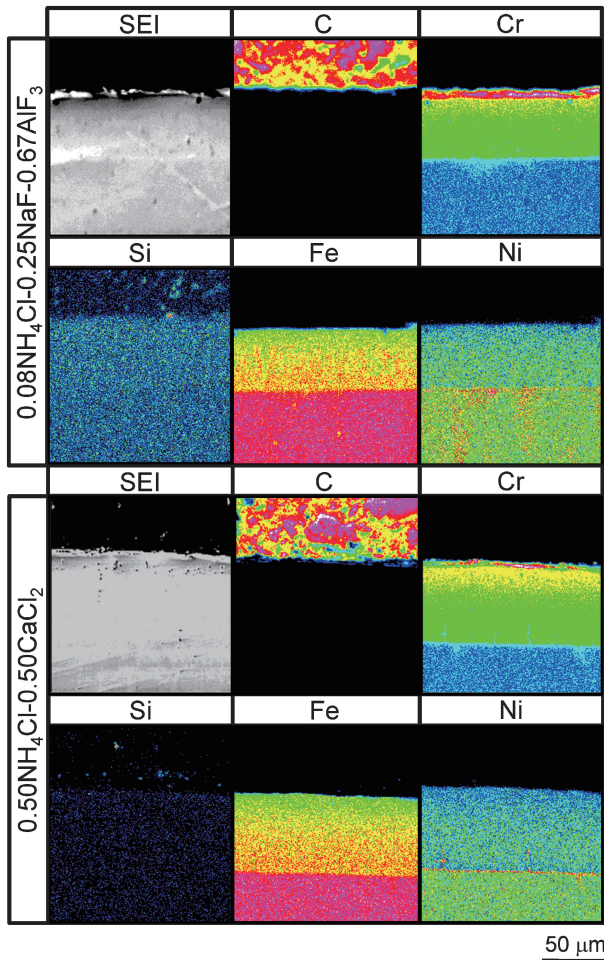 SEI C Cr
0.08NH₄Cl-0.25NaF-0.67AlF₃
Si Fe Ni
SEI C Cr
0.50NH₄Cl-0.50CaCl₂
Si Fe Ni
50 μm